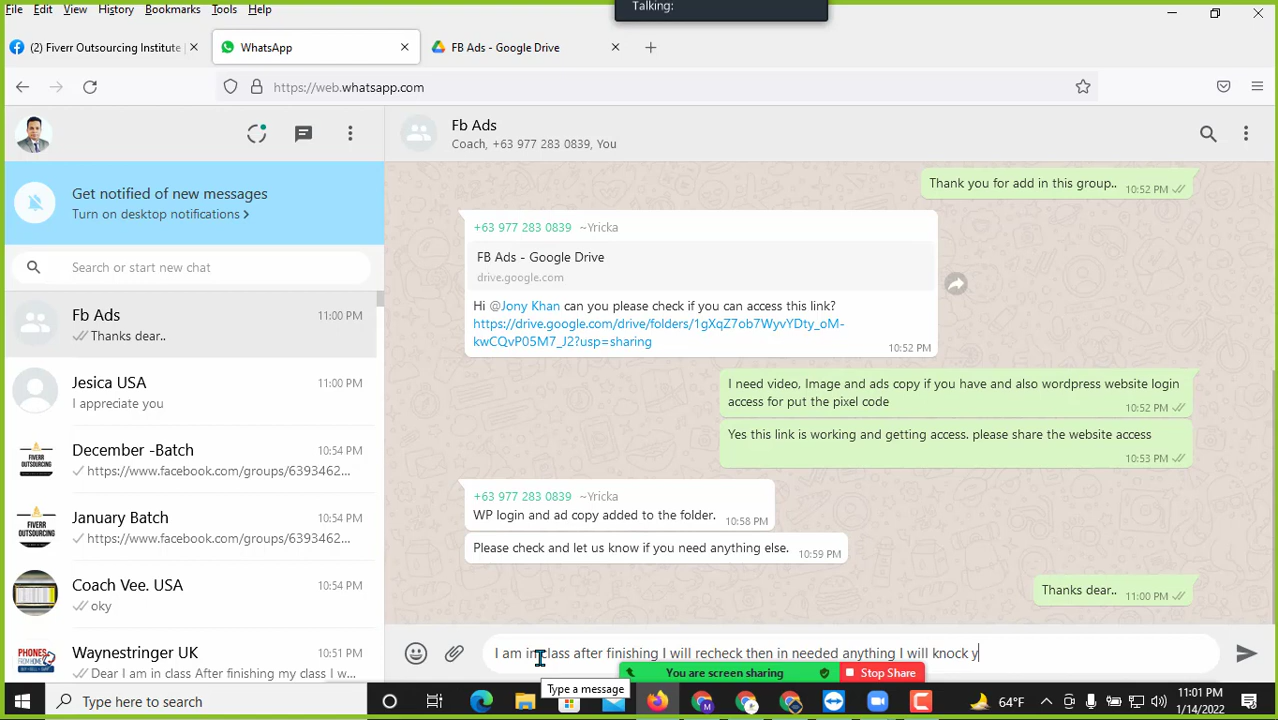 Talking:
File Edit View History Bookmarks Tools Help
(2) Fiverr Outsourcing Institute
WhatsApp
FB Ads - Google Drive
https://web.whatsapp.com
Get notified of new messages
Turn on desktop notifications
Search or start new chat
Fb Ads 11:00 PM
Thanks dear..
Jesica USA 11:00 PM
I appreciate you
December -Batch 10:54 PM
https://www.facebook.com/groups/6393462...
January Batch 10:54 PM
https://www.facebook.com/groups/6393462...
Coach Vee. USA 10:54 PM
oky
Waynestringer UK 10:51 PM
Dear I am in class After finishing my class I w...
FIVERR
OUTSOURCING
FIVERR
OUTSOURCING
PHONES
FROM HOME
Fb Ads
Coach, +63 977 283 0839, You
Thank you for add in this group.. 10:52 PM
+63 977 283 0839 ~Yricka
FB Ads - Google Drive
drive.google.com
Hi @Jony Khan can you please check if you can access this link?
https://drive.google.com/drive/folders/1gXqZ7ob7WyvYDty_oM-
kwCQvP05M7_J2?usp=sharing
10:52 PM
I need video, Image and ads copy if you have and also wordpress website login
access for put the pixel code 10:52 PM
Yes this link is working and getting access. please share the website access
10:53 PM
+63 977 283 0839 ~Yricka
WP login and ad copy added to the folder. 10:58 PM
Please check and let us know if you need anything else. 10:59 PM
Thanks dear.. 11:00 PM
I am in class after finishing I will recheck then in needed anything I will knock y
You are screen sharing
Stop Share
Type a message
Type here to search
64°F
11:01 PM
1/14/2022